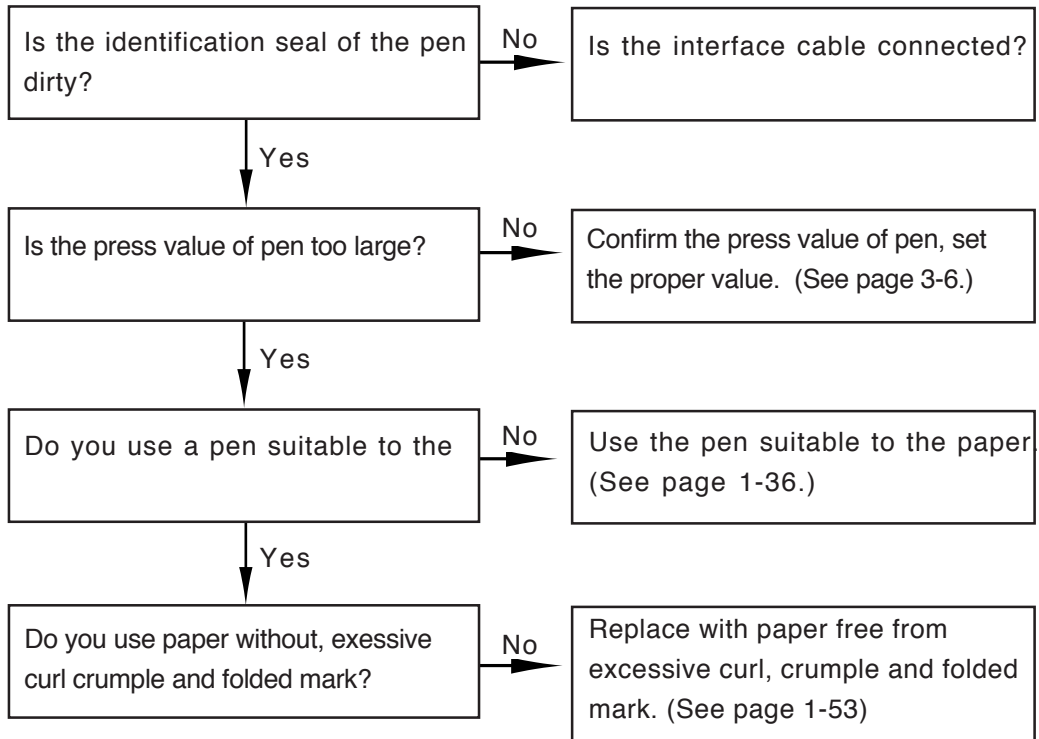 Is the identification seal of the pen
dirty?
No
Is the interface cable connected?
Yes
Is the press value of pen too large?
No
Confirm the press value of pen, set
the proper value. (See page 3-6.)
Yes
Do you use a pen suitable to the
No
Use the pen suitable to the paper.
(See page 1-36.)
Yes
Do you use paper without, exessive
curl crumple and folded mark?
No
Replace with paper free from
excessive curl, crumple and folded
mark. (See page 1-53)